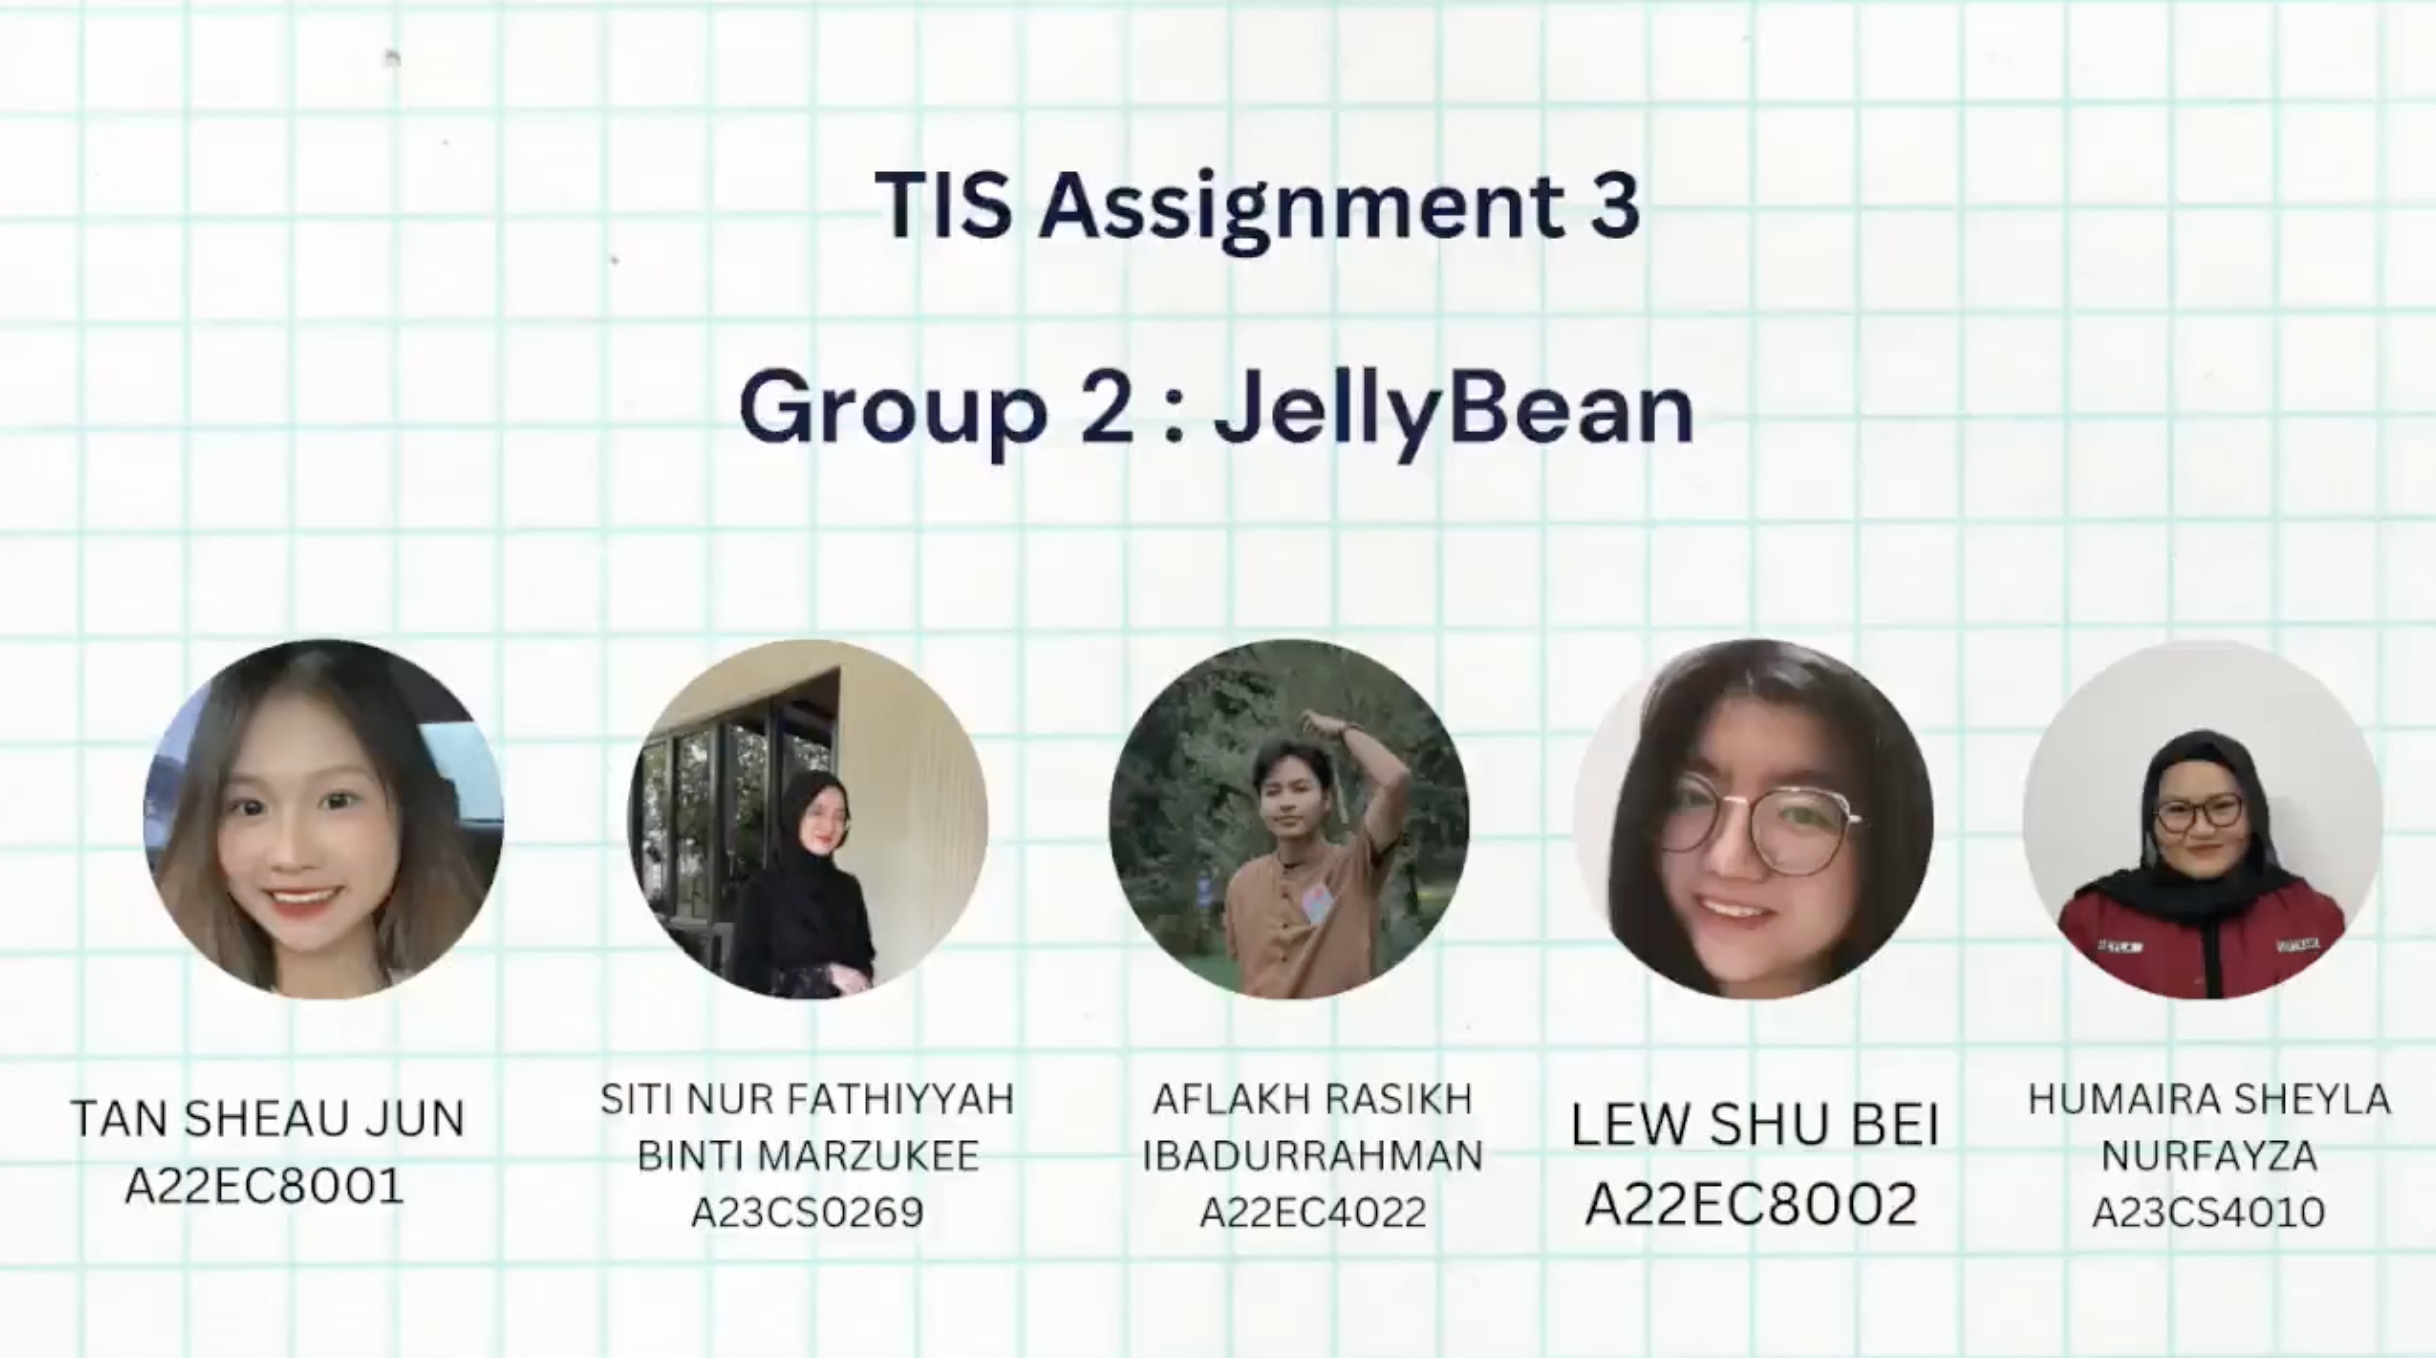 TIS Assignment 3
Group 2 : JellyBean
TAN SHEAU JUN
A22EC8001
SITI NUR FATHIYYAH
BINTI MARZUKEE
A23CS0269
AFLAKH RASIKH
IBADURRAHMAN
A22EC4022
LEW SHU BEI
A22EC8002
HUMAIRA SHEYLA
NURFAYZA
A23CS4010